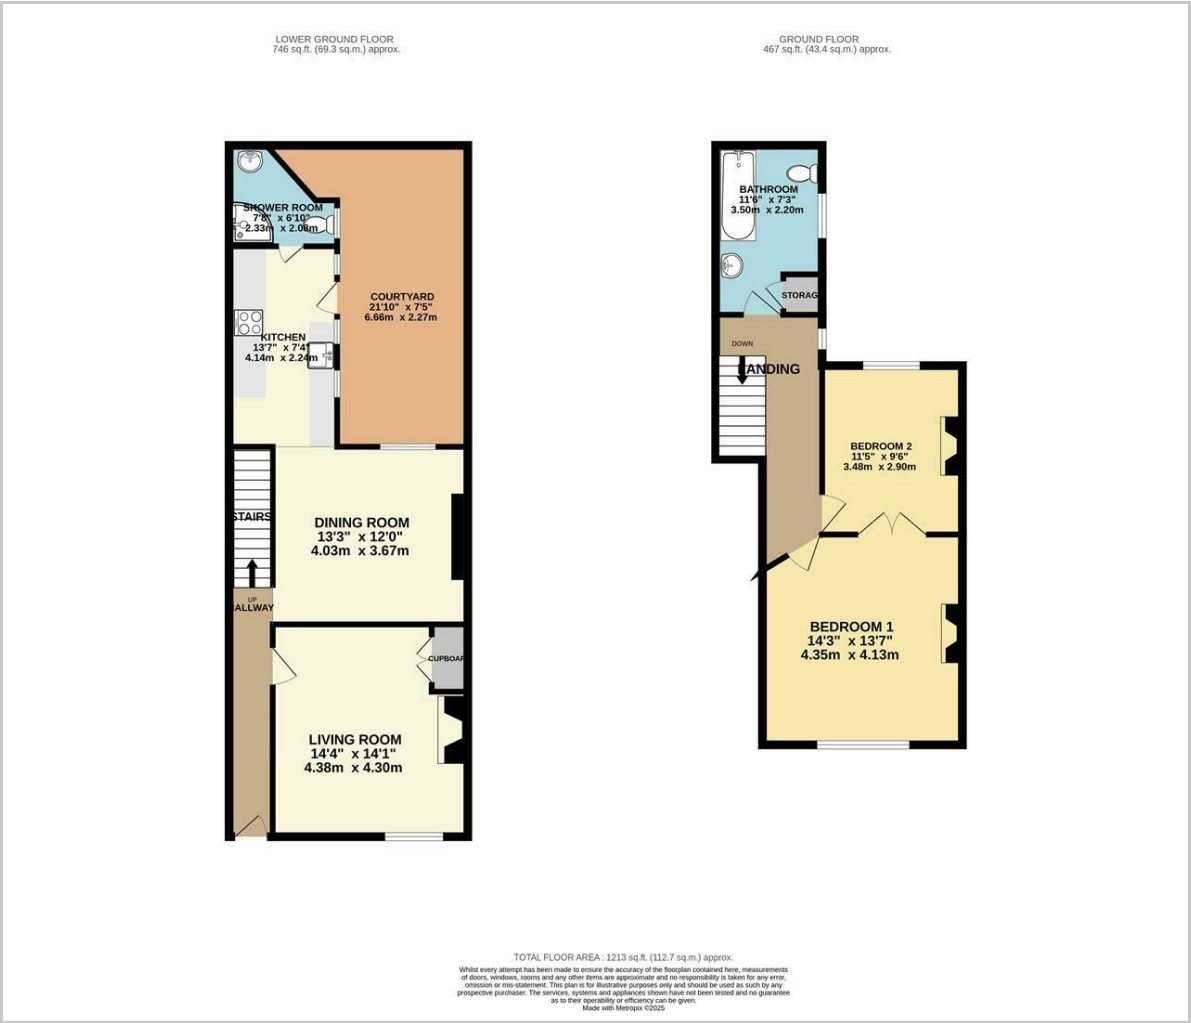 LOWER GROUND FLOOR
746 sq.ft. (69.3 sq.m.) approx.
GROUND FLOOR
467 sq.ft. (43.4 sq.m.) approx.
SHOWER ROOM
7'8" x 6'10"
2.33m x 2.08m
COURTYARD
21'10" x 7'5"
6.66m x 2.27m
KITCHEN
13'7" x 7'4"
4.14m x 2.24m
STAIRS
DINING ROOM
13'3" x 12'0"
4.03m x 3.67m
UP
HALLWAY
CUPBOAR
LIVING ROOM
14'4" x 14'1"
4.38m x 4.30m
BATHROOM
11'6" x 7'3"
3.50m x 2.20m
STORAG
DOWN
LANDING
BEDROOM 2
11'5" x 9'6"
3.48m x 2.90m
BEDROOM 1
14'3" x 13'7"
4.35m x 4.13m
TOTAL FLOOR AREA : 1213 sq.ft. (112.7 sq.m.) approx.
Whilst every attempt has been made to ensure the accuracy of the floorplan contained here, measurements
of doors, windows, rooms and any other items are approximate and no responsibility is taken for any error,
omission or mis-statement. This plan is for illustrative purposes only and should be used as such by any
prospective purchaser. The services, systems and appliances shown have not been tested and no guarantee
as to their operability or efficiency can be given.
Made with Metropix ©2025